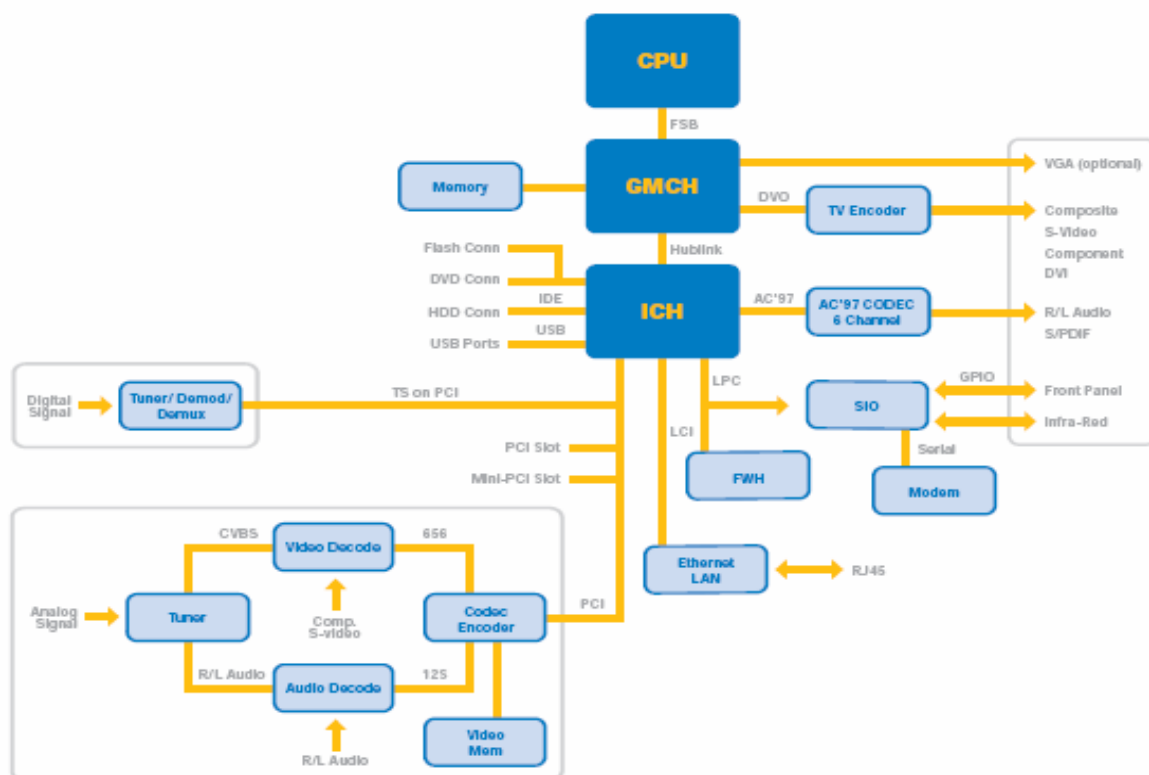 CPU
FSB
GMCH
VGA (optional)
Memory
DVO
TV Encoder
Composite
S-Video
Component
DVI
Hublink
Flash Conn
DVD Conn
IDE
HDD Conn
USB
USB Ports
ICH
AC'97
AC'97 CODEC
6 Channel
R/L Audio
S/PDIF
LPC
GPIO
SIO
Front Panel
Infra-Red
Digital
Signal
Tuner/ Demod/
Demux
TS on PCI
LCI
Serial
PCI Slot
Mini-PCI Slot
FWH
Modem
Ethernet
LAN
RJ45
CVBS
Video Decode
656
Analog
Signal
Tuner
Comp.
S-video
Codec
Encoder
PCI
R/L Audio
Audio Decode
12S
Video
Mem
R/L Audio